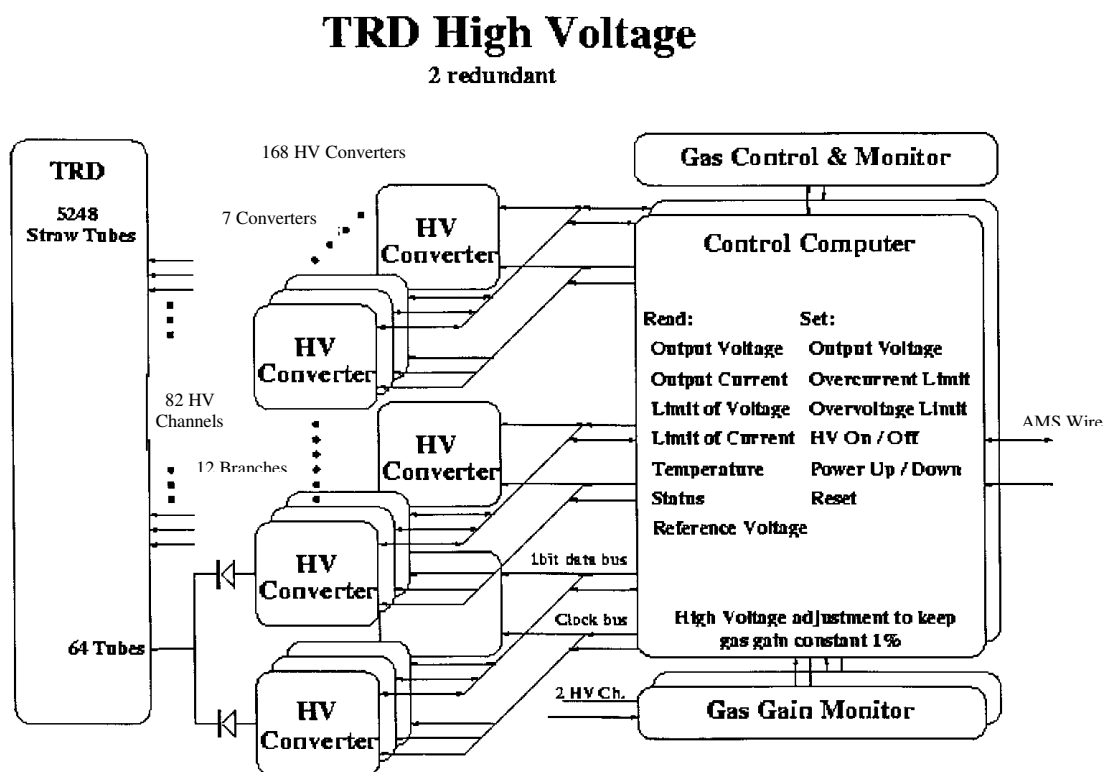 TRD High Voltage
2 redundant
168 HV Converters
Gas Control & Monitor
TRD
5248
Straw Tubes
7 Converters
HV
Converter
Control Computer
HV
Converter
Read:
Output Voltage
Output Current
Limit of Voltage
Limit of Current
Temperature
Status
Reference Voltage
Set:
Output Voltage
Overcurrent Limit
Overvoltage Limit
HV On / Off
Power Up / Down
Reset
AMS Wire
82 HV
Channels
12 Branches
HV
Converter
HV
Converter
1bit data bus
Clock bus
High Voltage adjustment to keep
gas gain constant 1%
64 Tubes
HV
Converter
2 HV Ch.
Gas Gain Monitor